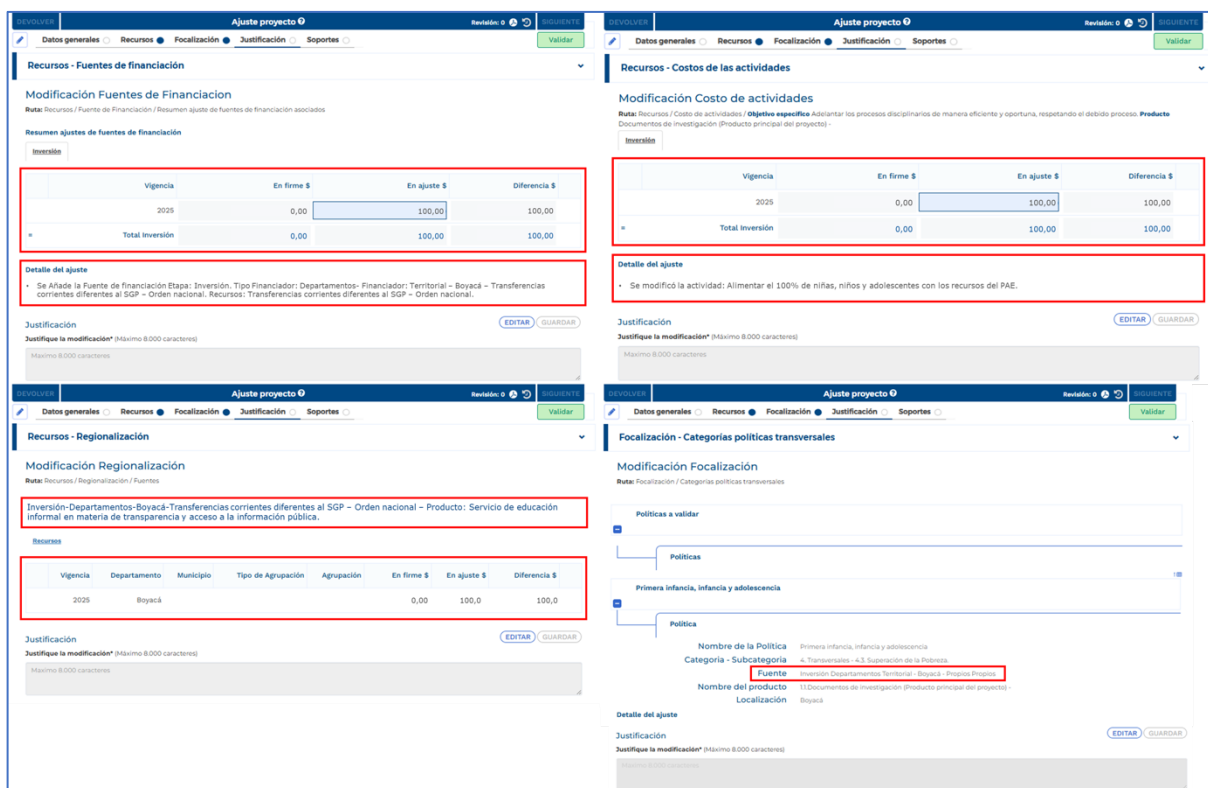 DEVOLVER
Ajuste proyecto
Revisión: 0
SIGUIENTE
Datos generales
Recursos
Focalización
Justificación
Soportes
Validar
Recursos - Fuentes de financiación
Modificación Fuentes de Financiacion
Ruta: Recursos / Fuente de Financiación / Resumen ajuste de fuentes de financiación asociados
Resumen ajustes de fuentes de financiación
Inversión
Vigencia En firme $ En ajuste $ Diferencia $
2025 0,00 100,00 100,00
= Total Inversión 0,00 100,00 100,00
Detalle del ajuste
• Se Añade la Fuente de financiación Etapa: Inversión. Tipo Financiador: Departamentos- Financiador: Territorial – Boyacá – Transferencias
corrientes diferentes al SGP – Orden nacional. Recursos: Transferencias corrientes diferentes al SGP – Orden nacional.
Justificación
EDITAR GUARDAR
Justifique la modificación* (Máximo 8.000 caracteres)
Maximo 8.000 caracteres
DEVOLVER
Ajuste proyecto
Revisión: 0
SIGUIENTE
Datos generales
Recursos
Focalización
Justificación
Soportes
Validar
Recursos - Costos de las actividades
Modificación Costo de actividades
Ruta: Recursos / Costo de actividades / Objetivo específico Adelantar los procesos disciplinarios de manera eficiente y oportuna, respetando el debido proceso. Producto
Documentos de investigación (Producto principal del proyecto) -
Inversión
Vigencia En firme $ En ajuste $ Diferencia $
2025 0,00 100,00 100,00
= Total Inversión 0,00 100,00 100,00
Detalle del ajuste
• Se modificó la actividad: Alimentar el 100% de niñas, niños y adolescentes con los recursos del PAE.
Justificación
EDITAR GUARDAR
Justifique la modificación* (Máximo 8.000 caracteres)
Maximo 8.000 caracteres
DEVOLVER
Ajuste proyecto
Revisión: 0
SIGUIENTE
Datos generales
Recursos
Focalización
Justificación
Soportes
Validar
Recursos - Regionalización
Modificación Regionalización
Ruta: Recursos / Regionalización / Fuentes
Inversión-Departamentos-Boyacá-Transferencias corrientes diferentes al SGP – Orden nacional – Producto: Servicio de educación
informal en materia de transparencia y acceso a la información pública.
Recursos
Vigencia Departamento Municipio Tipo de Agrupación Agrupación En firme $ En ajuste $ Diferencia $
2025 Boyacá 0,00 100,0 100,0
Justificación
EDITAR GUARDAR
Justifique la modificación* (Máximo 8.000 caracteres)
Maximo 8.000 caracteres
DEVOLVER
Ajuste proyecto
Revisión: 0
SIGUIENTE
Datos generales
Recursos
Focalización
Justificación
Soportes
Validar
Focalización - Categorías políticas transversales
Modificación Focalización
Ruta: Focalización / Categorías políticas transversales
Políticas a validar
Políticas
Primera infancia, infancia y adolescencia
Política
Nombre de la Política Primera infancia, infancia y adolescencia
Categoria - Subcategoria 4. Transversales - 4.3. Superación de la Pobreza.
Fuente Inversión Departamentos Territorial - Boyacá - Propios Propios
Nombre del producto 1.1.Documentos de investigación (Producto principal del proyecto) -
Localización Boyacá
Detalle del ajuste
Justificación
EDITAR GUARDAR
Justifique la modificación* (Máximo 8.000 caracteres)
Maximo 8.000 caracteres